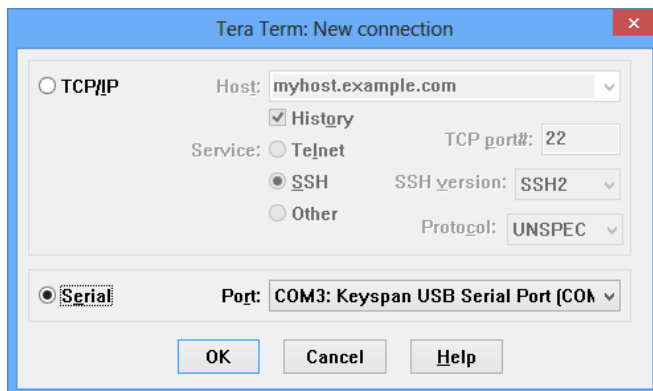 Tera Term: New connection
TCP/IP
Host: myhost.example.com
History
Service: Telnet
TCP port#: 22
SSH
SSH version: SSH2
Other
Protocol: UNSPEC
Serial
Port: COM3: Keyspan USB Serial Port (COM
OK Cancel Help